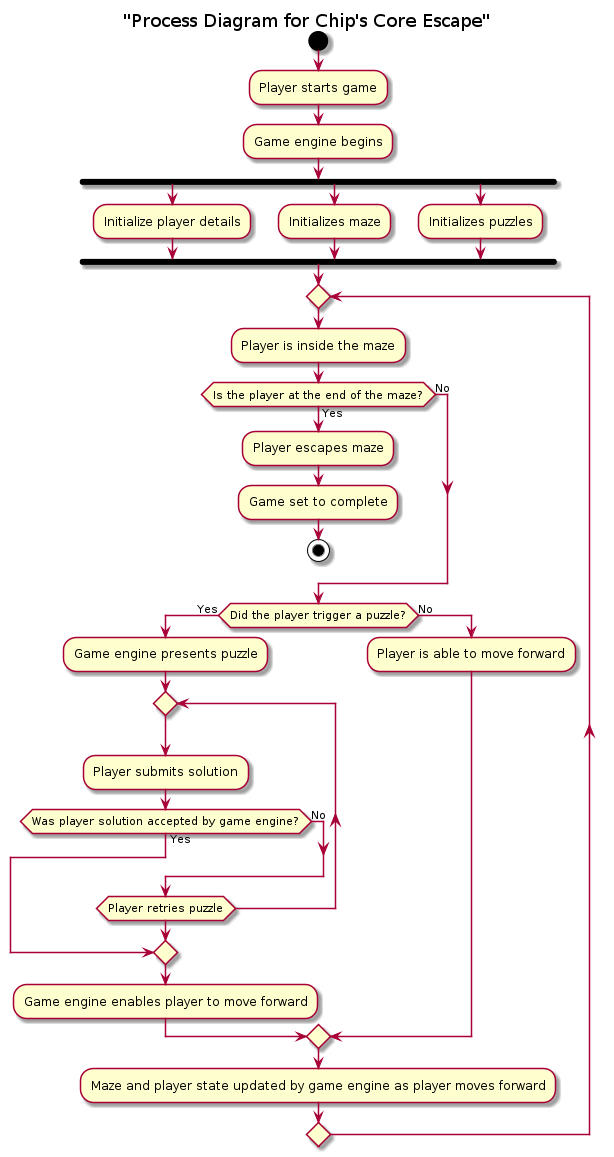 "Process Diagram for Chip's Core Escape"
Player starts game
Game engine begins
Initialize player details
Initializes maze
Initializes puzzles
Player is inside the maze
Is the player at the end of the maze?
No
Yes
Player escapes maze
Game set to complete
Yes
Did the player trigger a puzzle?
No
Game engine presents puzzle
Player is able to move forward
Player submits solution
Was player solution accepted by game engine?
No
Yes
Player retries puzzle
Game engine enables player to move forward
Maze and player state updated by game engine as player moves forward